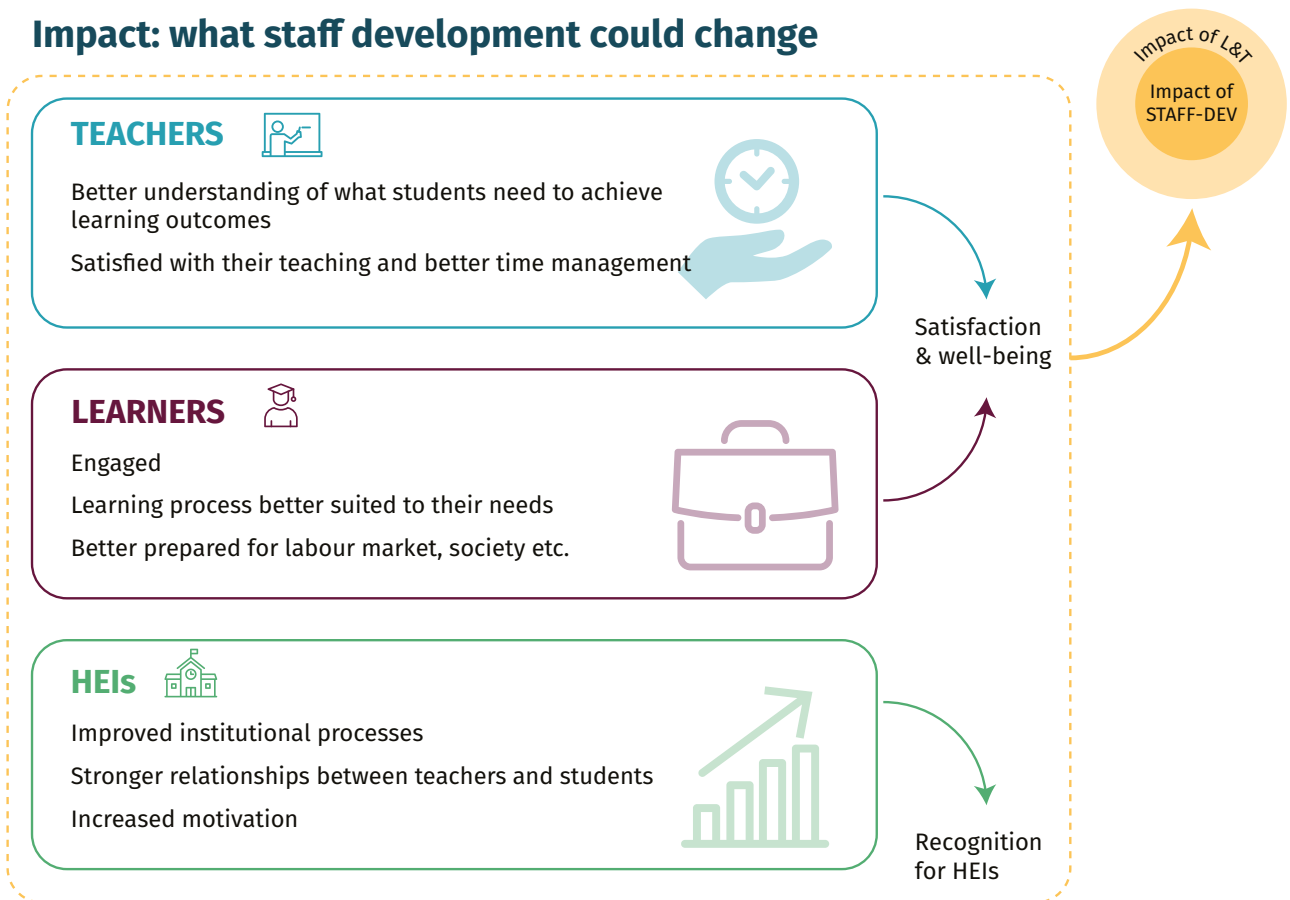 Impact: what staff development could change
Impact of L&T
Impact of
STAFF-DEV
TEACHERS
Better understanding of what students need to achieve
learning outcomes
Satisfied with their teaching and better time management
Satisfaction
& well-being
LEARNERS
Engaged
Learning process better suited to their needs
Better prepared for labour market, society etc.
HEIs
Improved institutional processes
Stronger relationships between teachers and students
Increased motivation
Recognition
for HEIs